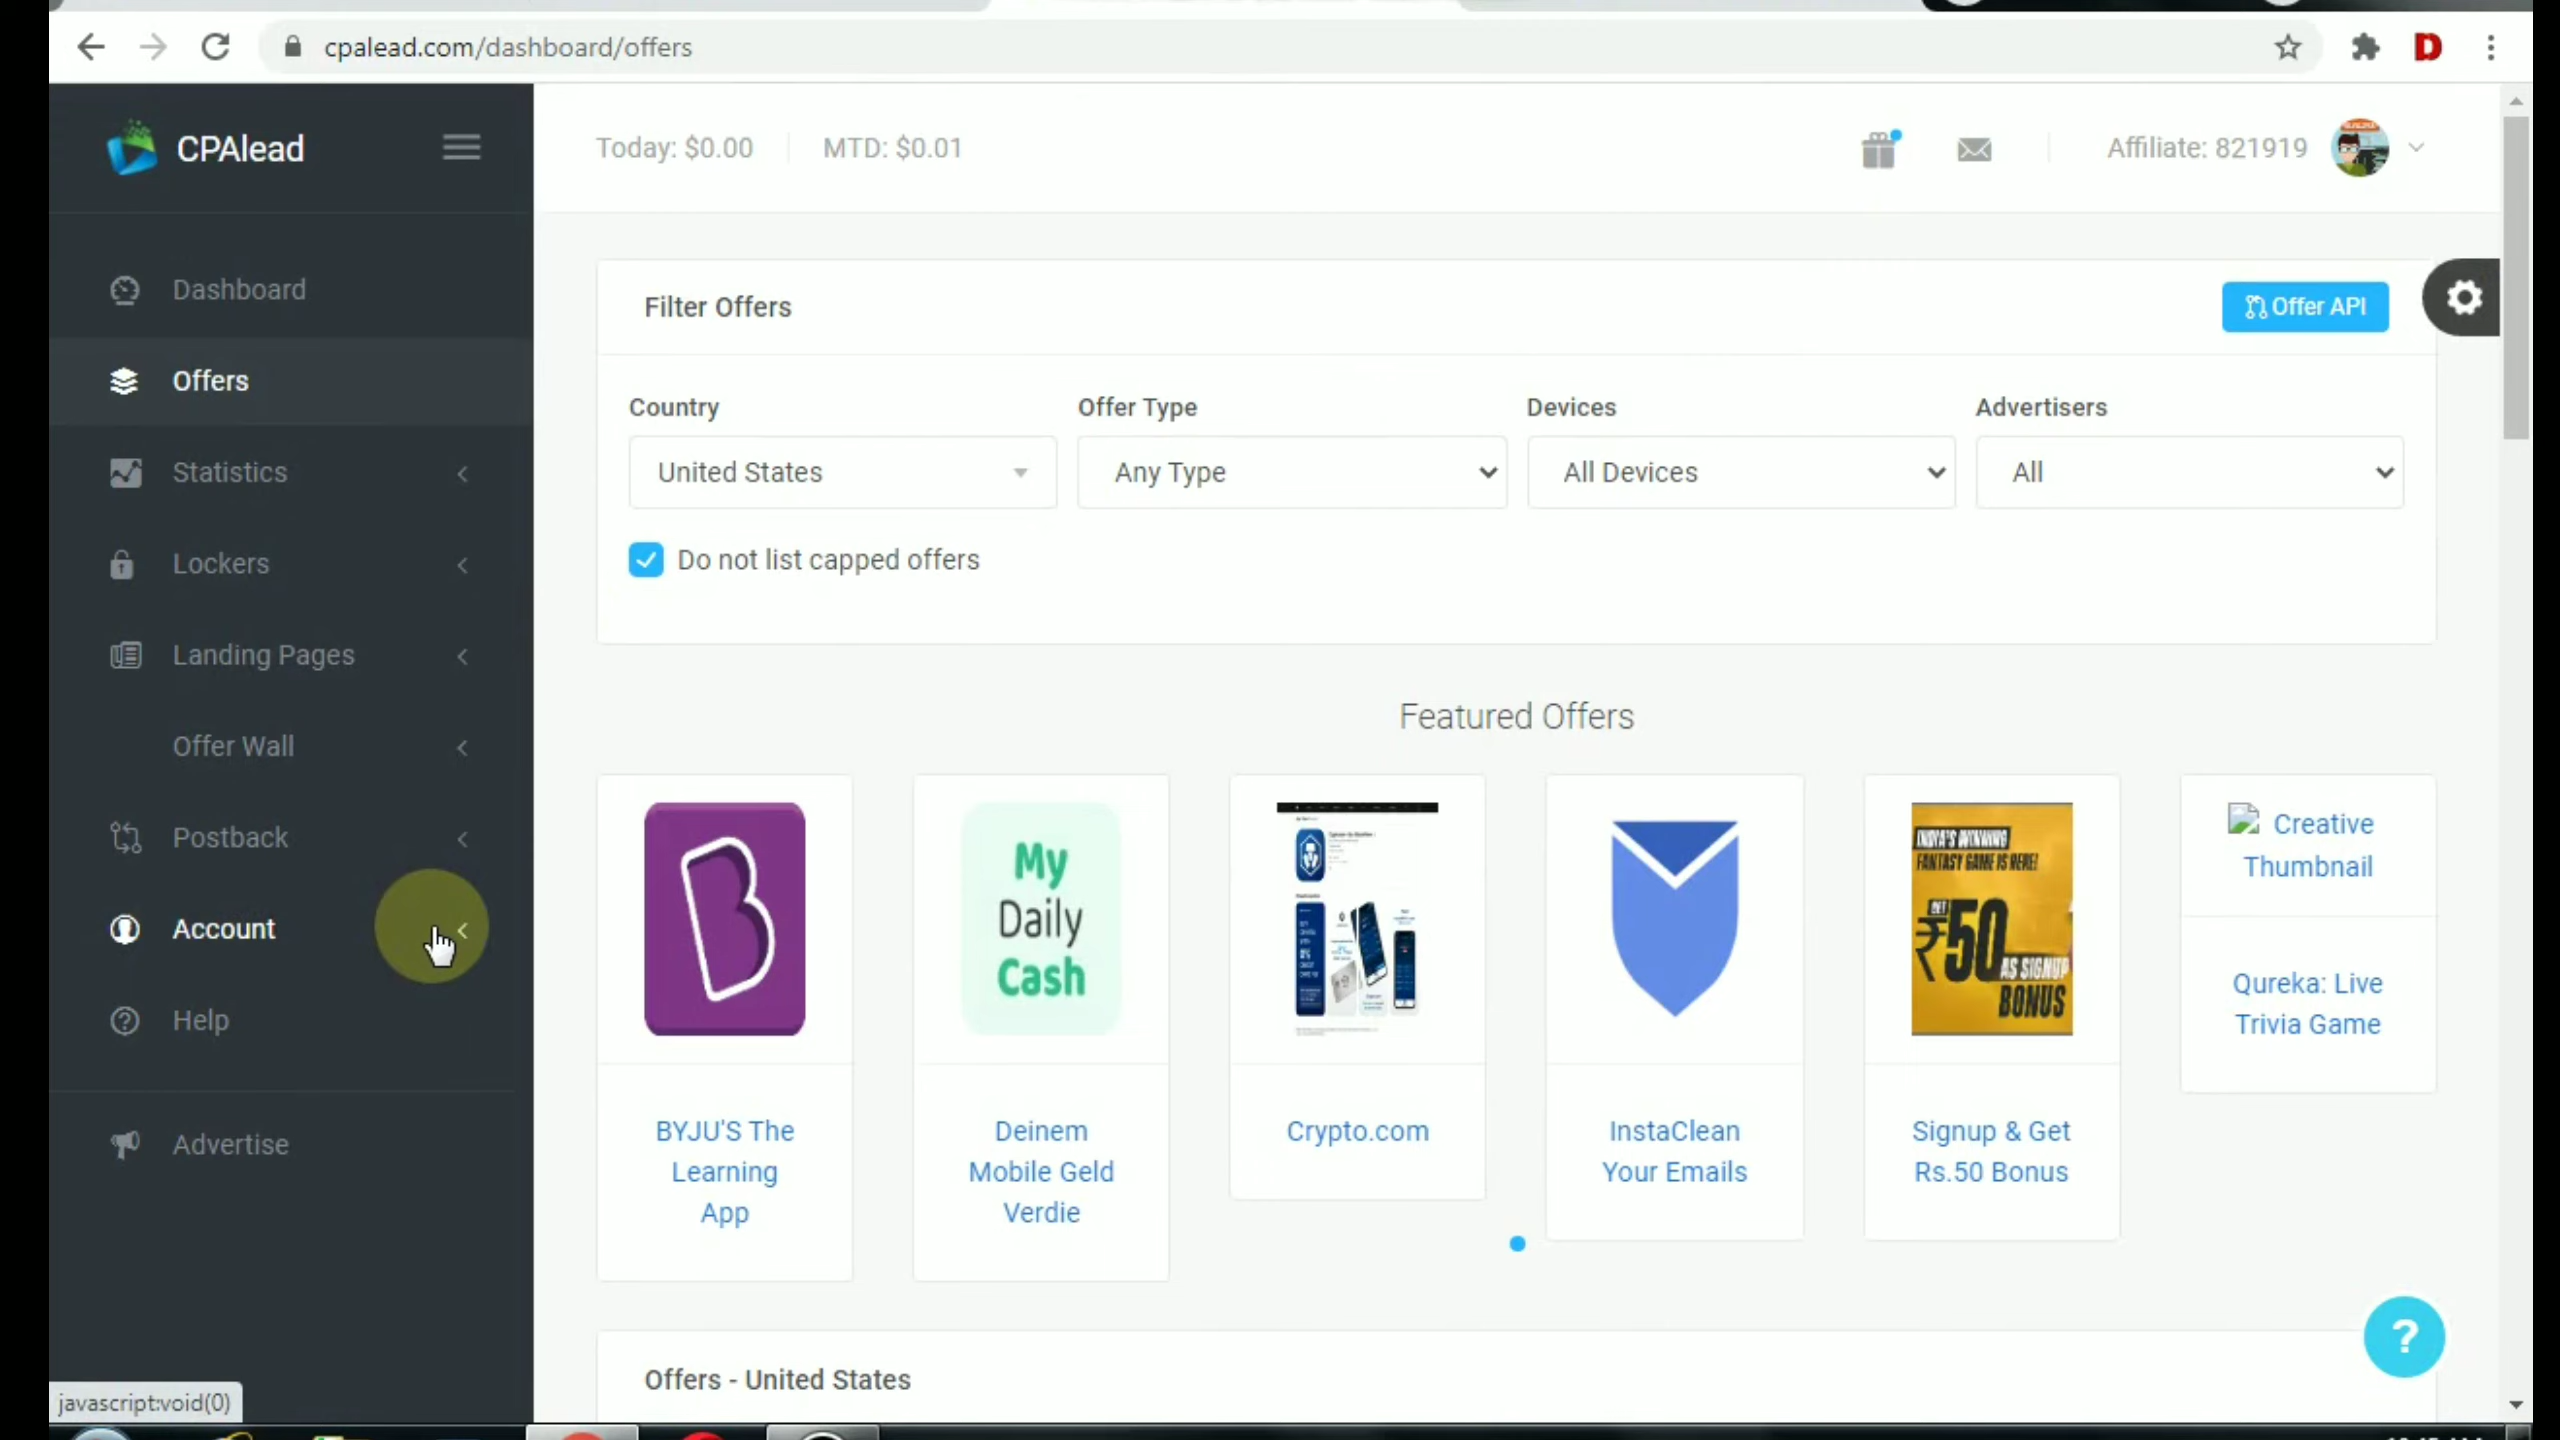 cpalead.com/dashboard/offers
CPAlead
Today: $0.00
MTD: $0.01
Affiliate: 821919
Dashboard
Offers
Statistics
Lockers
Landing Pages
Offer Wall
Postback
Account
Help
Advertise
Filter Offers
Offer API
Country
Offer Type
Devices
Advertisers
United States
Any Type
All Devices
All
Do not list capped offers
Featured Offers
My
Daily
Cash
INDIA'S WINNING
FANTASY GAME IS HERE!
GET
₹50
AS SIGNUP
BONUS
Creative
Thumbnail
BYJU'S The
Learning
App
Deinem
Mobile Geld
Verdie
Crypto.com
InstaClean
Your Emails
Signup & Get
Rs.50 Bonus
Qureka: Live
Trivia Game
Offers - United States
?
javascript:void(0)